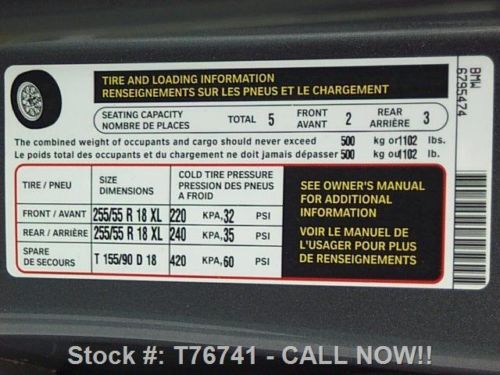 TIRE AND LOADING INFORMATION
RENSEIGNEMENTS SUR LES PNEUS ET LE CHARGEMENT
SEATING CAPACITY
NOMBRE DE PLACES
TOTAL 5
FRONT
AVANT 2
REAR
ARRIÈRE 3
The combined weight of occupants and cargo should never exceed 500 kg or 1102 lbs.
Le poids total des occupants et du chargement ne doit jamais dépasser 500 kg ou 1102 lb.
TIRE / PNEU
SIZE
DIMENSIONS
COLD TIRE PRESSURE
PRESSION DES PNEUS
A FROID
FRONT / AVANT 255/55 R 18 XL 220 KPA, 32 PSI
REAR / ARRIÈRE 255/55 R 18 XL 240 KPA, 35 PSI
SPARE
DE SECOURS T 155/90 D 18 420 KPA, 60 PSI
SEE OWNER'S MANUAL
FOR ADDITIONAL
INFORMATION
VOIR LE MANUEL DE
L'USAGER POUR PLUS
DE RENSEIGNEMENTS
BMW
6795474
Stock #: T76741 - CALL NOW!!